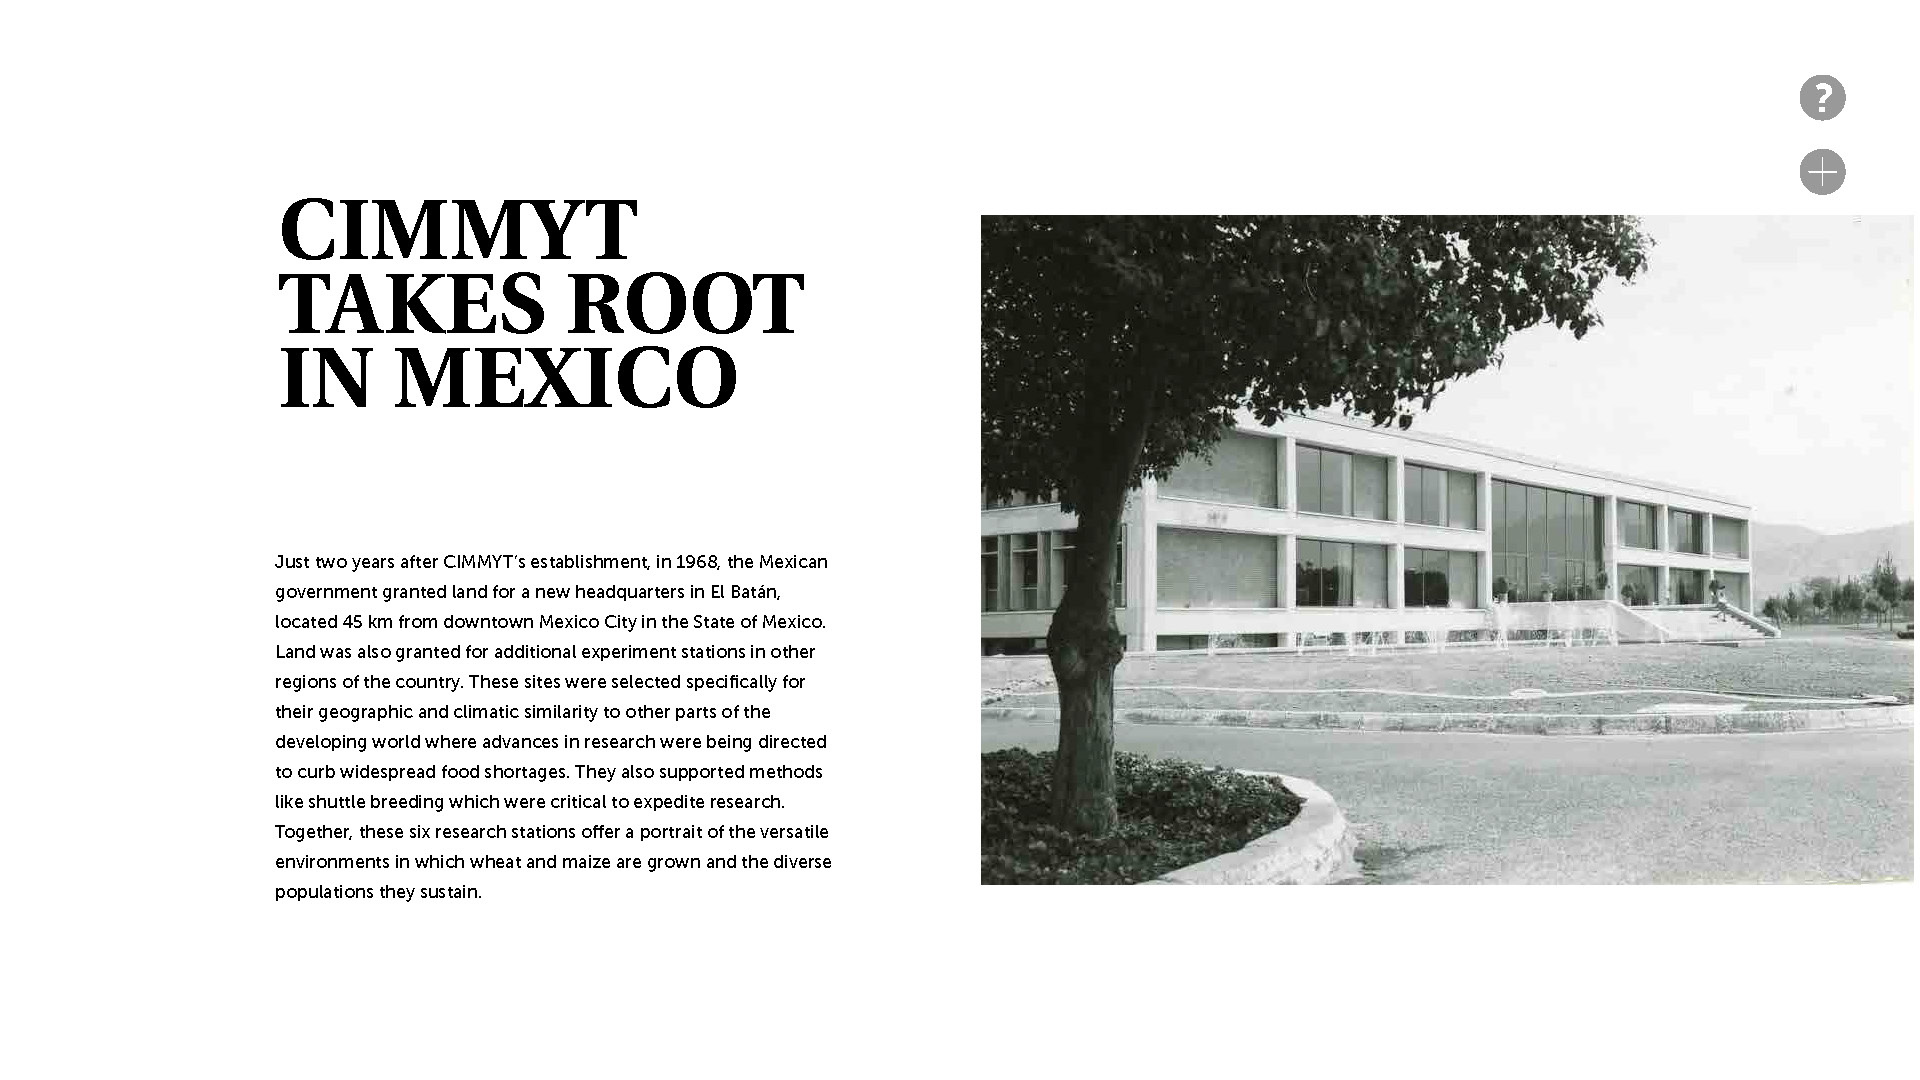 ?
CIMMYT
TAKES ROOT
IN MEXICO
Just two years after CIMMYT’s establishment, in 1968, the Mexican
government granted land for a new headquarters in El Batán,
located 45 km from downtown Mexico City in the State of Mexico.
Land was also granted for additional experiment stations in other
regions of the country. These sites were selected specifically for
their geographic and climatic similarity to other parts of the
developing world where advances in research were being directed
to curb widespread food shortages. They also supported methods
like shuttle breeding which were critical to expedite research.
Together, these six research stations offer a portrait of the versatile
environments in which wheat and maize are grown and the diverse
populations they sustain.